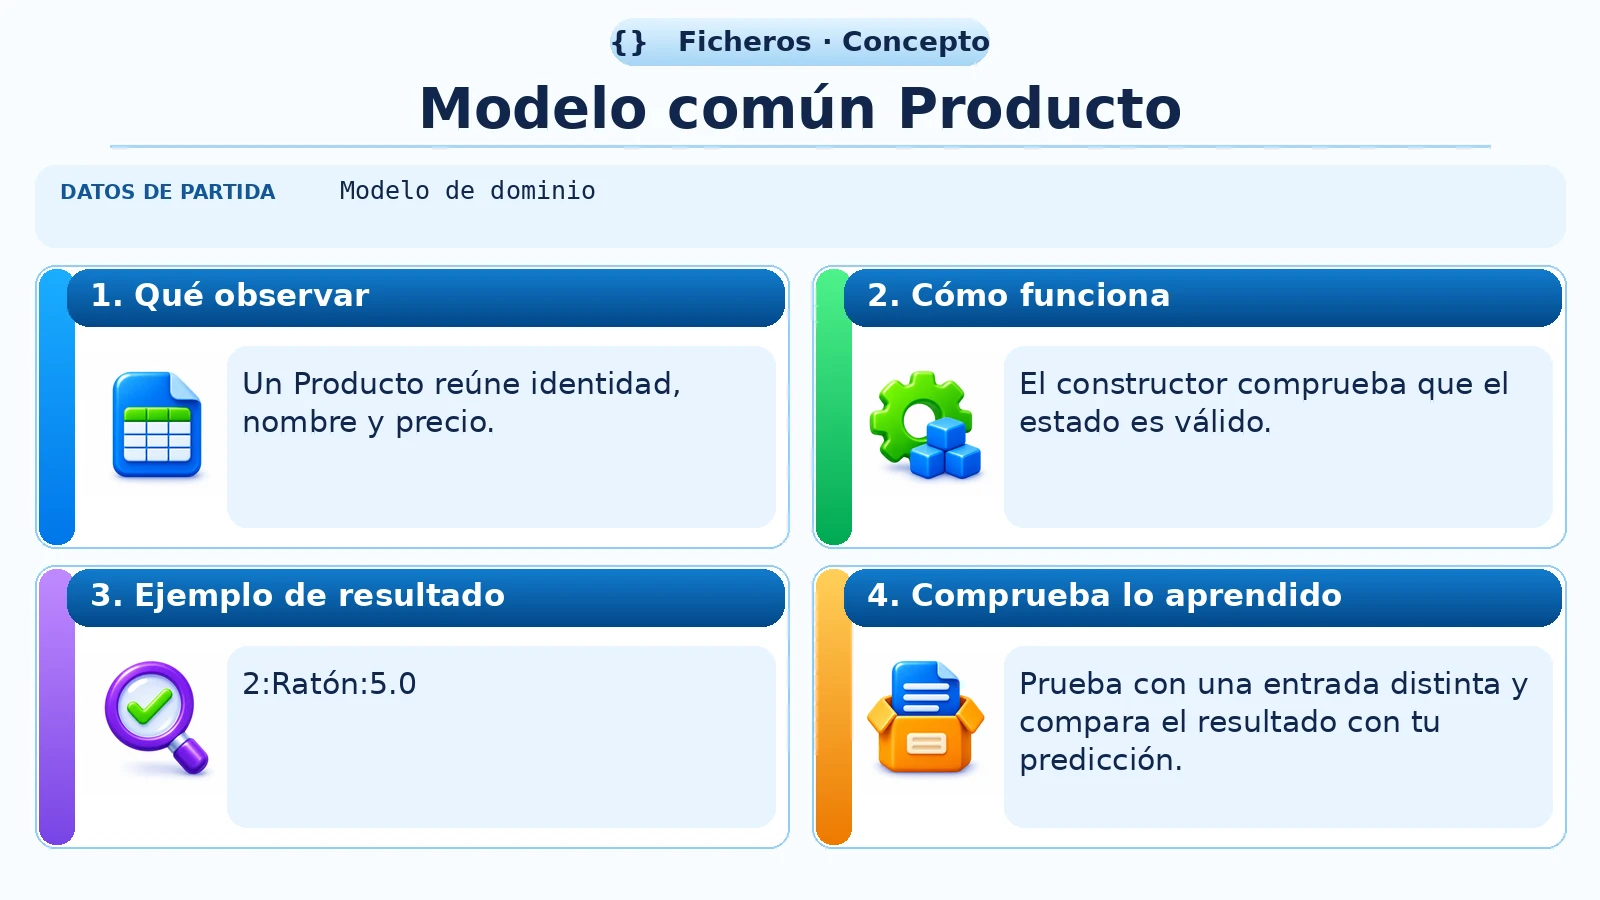 {} Ficheros · Concepto
Modelo común Producto
DATOS DE PARTIDA Modelo de dominio
1. Qué observar
Un Producto reúne identidad,
nombre y precio.
2. Cómo funciona
El constructor comprueba que el
estado es válido.
3. Ejemplo de resultado
2:Ratón:5.0
4. Comprueba lo aprendido
Prueba con una entrada distinta y
compara el resultado con tu
predicción.